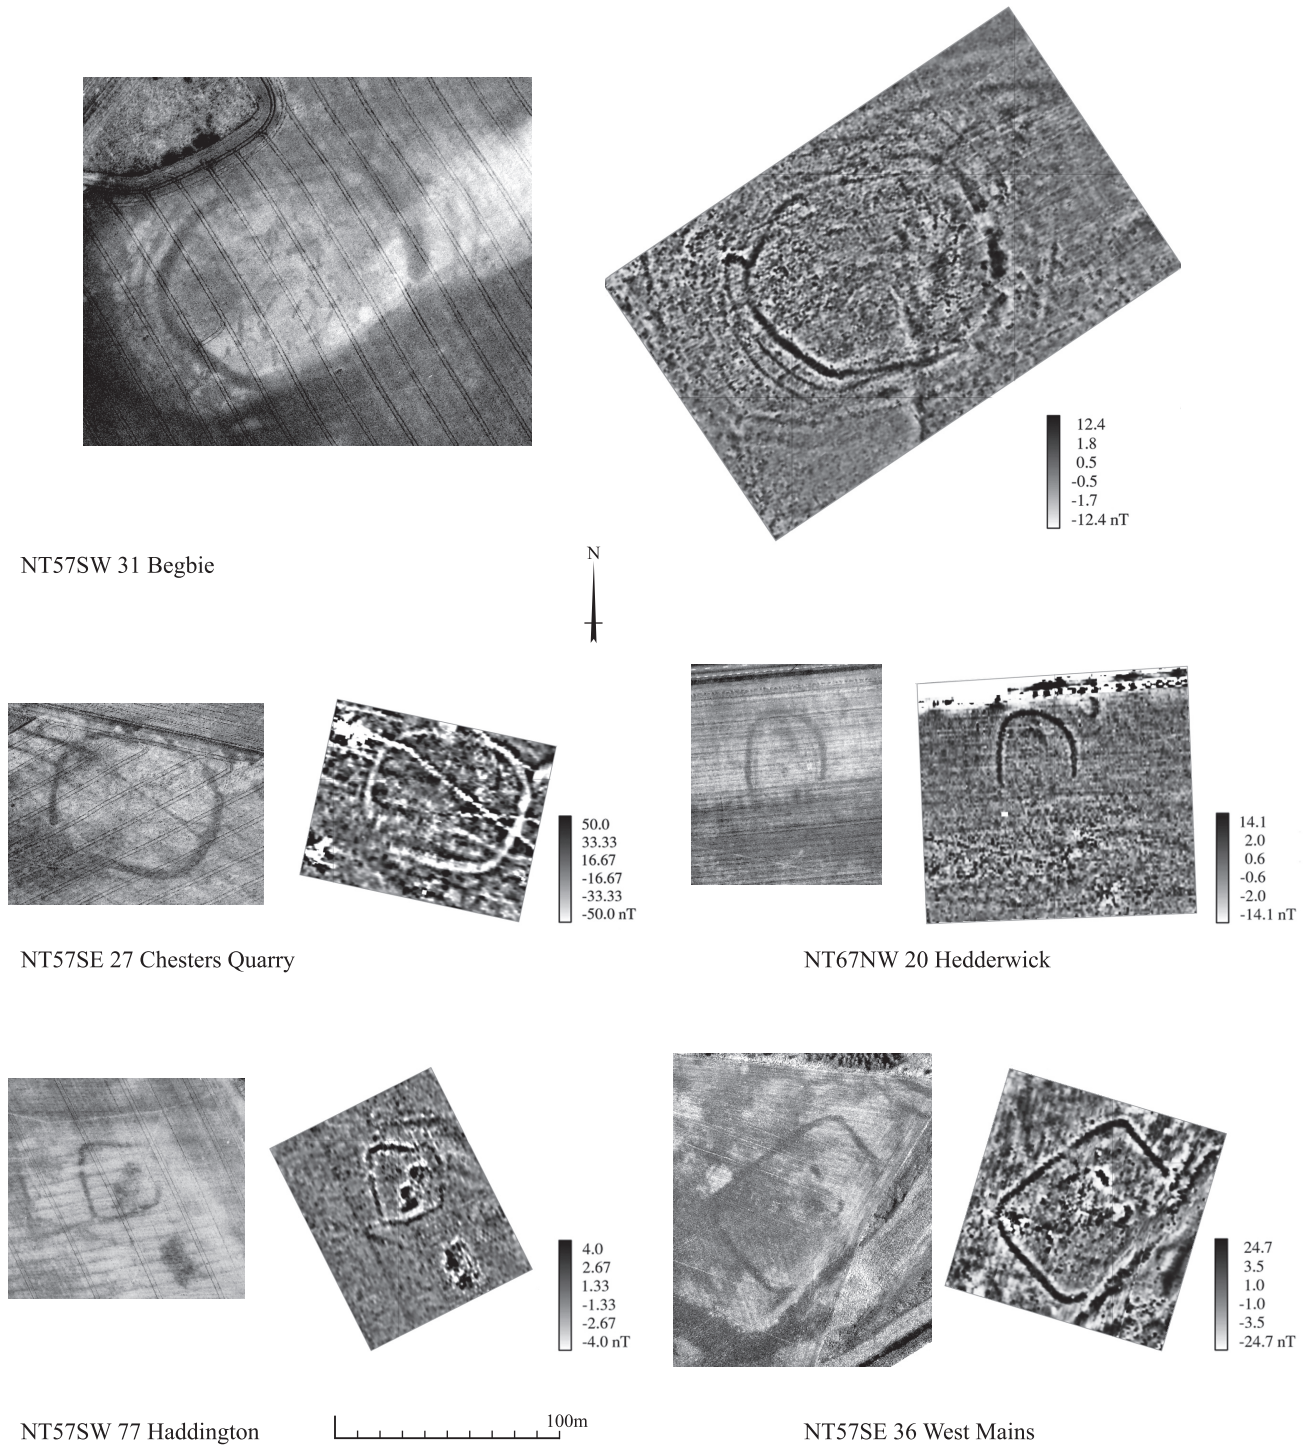 12.4
1.8
0.5
-0.5
-1.7
-12.4 nT
NT57SW 31 Begbie
N
50.0
33.33
16.67
-16.67
-33.33
-50.0 nT
14.1
2.0
0.6
-0.6
-2.0
-14.1 nT
NT57SE 27 Chesters Quarry
NT67NW 20 Hedderwick
4.0
2.67
1.33
-1.33
-2.67
-4.0 nT
24.7
3.5
1.0
-1.0
-3.5
-24.7 nT
NT57SW 77 Haddington
100m
NT57SE 36 West Mains